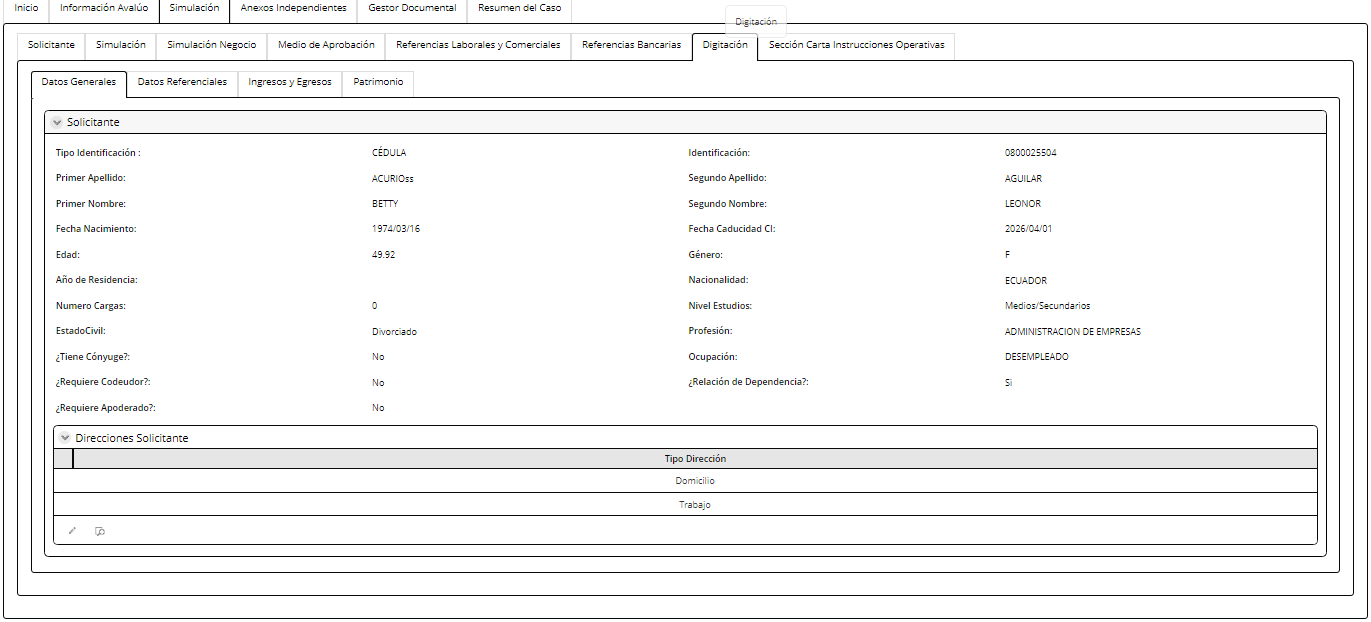 Inicio Información Avalúo Simulación Anexos Independientes Gestor Documental Resumen del Caso
Digitación
Solicitante Simulación Simulación Negocio Medio de Aprobación Referencias Laborales y Comerciales Referencias Bancarias Digitación Sección Carta Instrucciones Operativas
Datos Generales Datos Referenciales Ingresos y Egresos Patrimonio
Solicitante
Tipo Identificación : CÉDULA Identificación: 0800025504
Primer Apellido: ACURIOss Segundo Apellido: AGUILAR
Primer Nombre: BETTY Segundo Nombre: LEONOR
Fecha Nacimiento: 1974/03/16 Fecha Caducidad CI: 2026/04/01
Edad: 49.92 Género: F
Año de Residencia: Nacionalidad: ECUADOR
Numero Cargas: 0 Nivel Estudios: Medios/Secundarios
EstadoCivil: Divorciado Profesión: ADMINISTRACION DE EMPRESAS
¿Tiene Cónyuge?: No Ocupación: DESEMPLEADO
¿Requiere Codeudor?: No ¿Relación de Dependencia?: Si
¿Requiere Apoderado?: No
Direcciones Solicitante
Tipo Dirección
Domicilio
Trabajo